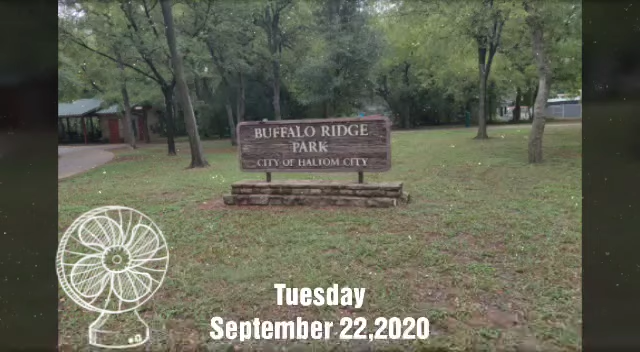 BUFFALO RIDGE
PARK
CITY OF HALTOM CITY
Tuesday
September 22,2020